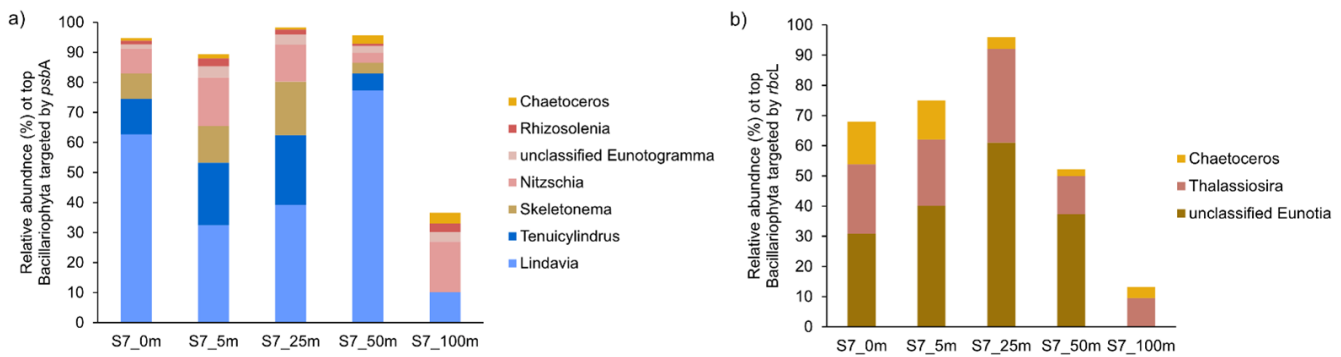 a)
Relative abundnce (%) ot top
Bacillariophyta targeted by psbA
100
90
80
70
60
50
40
30
20
10
0
S7_0m S7_5m S7_25m S7_50m S7_100m
Chaetoceros
Rhizosolenia
unclassified Eunotogramma
Nitzschia
Skeletonema
Tenuicylindrus
Lindavia
b)
Relative abundnce (%) ot top
Bacillariophyta targeted by rbcL
100
90
80
70
60
50
40
30
20
10
0
S7_0m S7_5m S7_25m S7_50m S7_100m
Chaetoceros
Thalassiosira
unclassified Eunotia